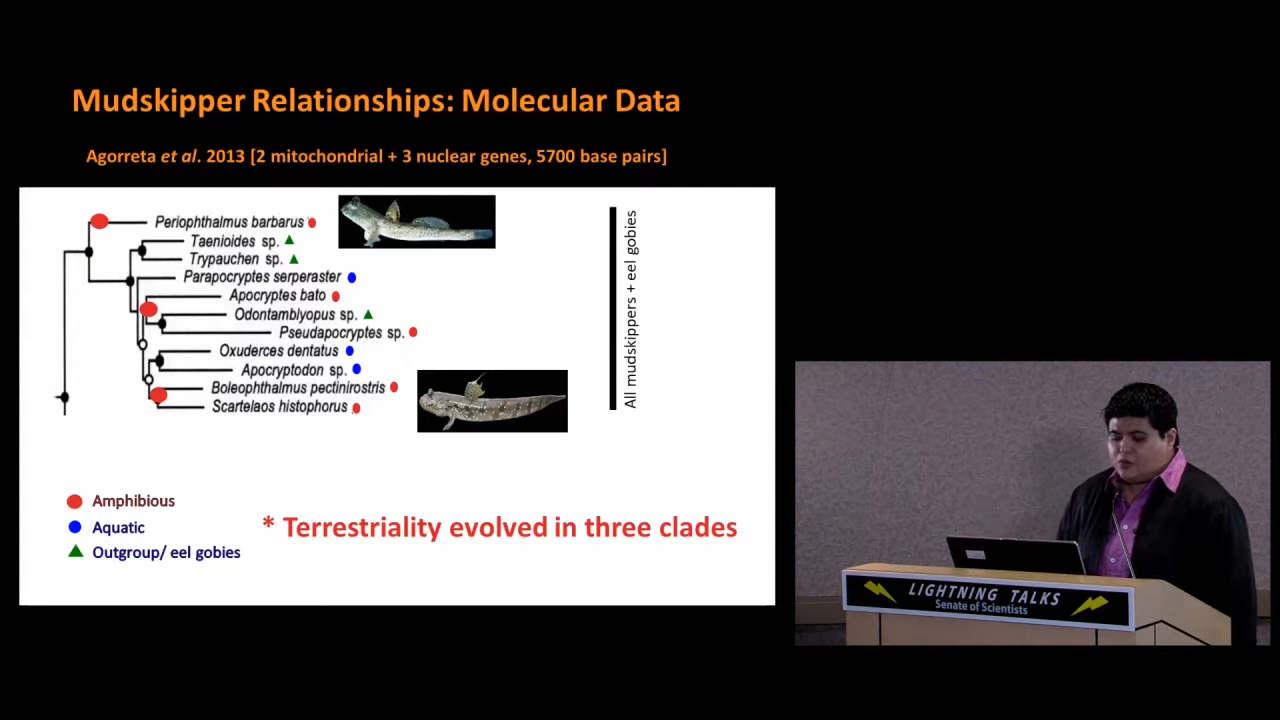 Mudskipper Relationships: Molecular Data
Agorreta et al. 2013 [2 mitochondrial + 3 nuclear genes, 5700 base pairs]
Periophthalmus barbarus
Taenioides sp.
Trypauchen sp.
Parapocryptes serperaster
Apocryptes bato
Odontamblyopus sp.
Pseudapocryptes sp.
Oxuderces dentatus
Apocryptodon sp.
Boleophthalmus pectinirostris
Scartelaos histophorus
All mudskippers + eel gobies
Amphibious
Aquatic
Outgroup/ eel gobies
* Terrestriality evolved in three clades
LIGHTNING TALKS
Senate of Scientists